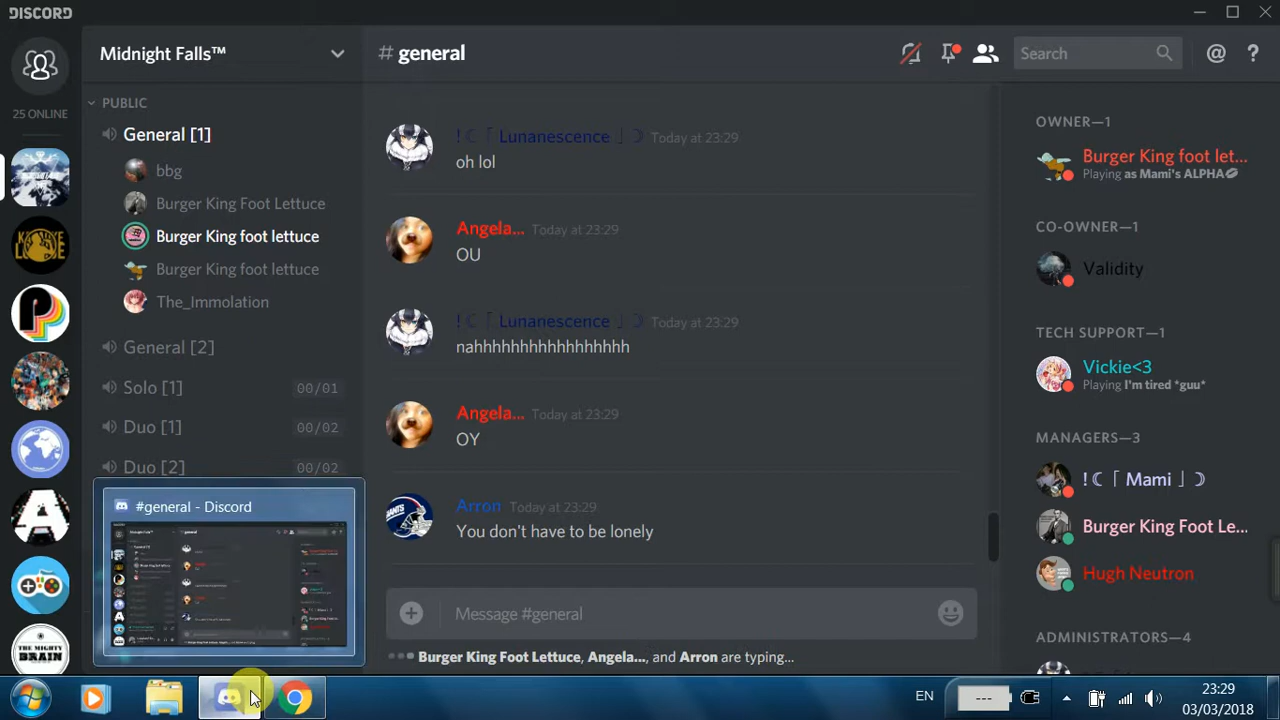 DISCORD
25 ONLINE
Midnight Falls™
PUBLIC
General [1]
bbg
Burger King Foot Lettuce
Burger King foot lettuce
Burger King foot lettuce
The_Immolation
General [2]
Solo [1] 00/01
Duo [1] 00/02
Duo [2] 00/02
#general - Discord
# general
Search
@ ?
!☾「 Lunanescence 」☽ Today at 23:29
oh lol
Angela... Today at 23:29
OU
!☾「 Lunanescence 」☽ Today at 23:29
nahhhhhhhhhhhhhhhhh
Angela... Today at 23:29
OY
Arron Today at 23:29
You don't have to be lonely
Message #general
Burger King Foot Lettuce, Angela..., and Arron are typing...
OWNER—1
Burger King foot let...
Playing as Mami's ALPHA
CO-OWNER—1
Validity
TECH SUPPORT—1
Vickie<3
Playing I'm tired *guu*
MANAGERS—3
!☾「 Mami 」☽
Burger King Foot Le...
Hugh Neutron
ADMINISTRATORS—4
P
A
THE MIGHTY
BRAIN
GIANTS
EN
---
23:29
03/03/2018